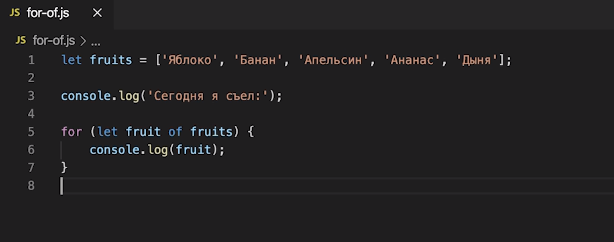 JS for-of.js ×
JS for-of.js > ...
1 let fruits = ['Яблоко', 'Банан', 'Апельсин', 'Ананас', 'Дыня'];
2
3 console.log('Сегодня я съел:');
4
5 for (let fruit of fruits) {
6 console.log(fruit);
7 }
8